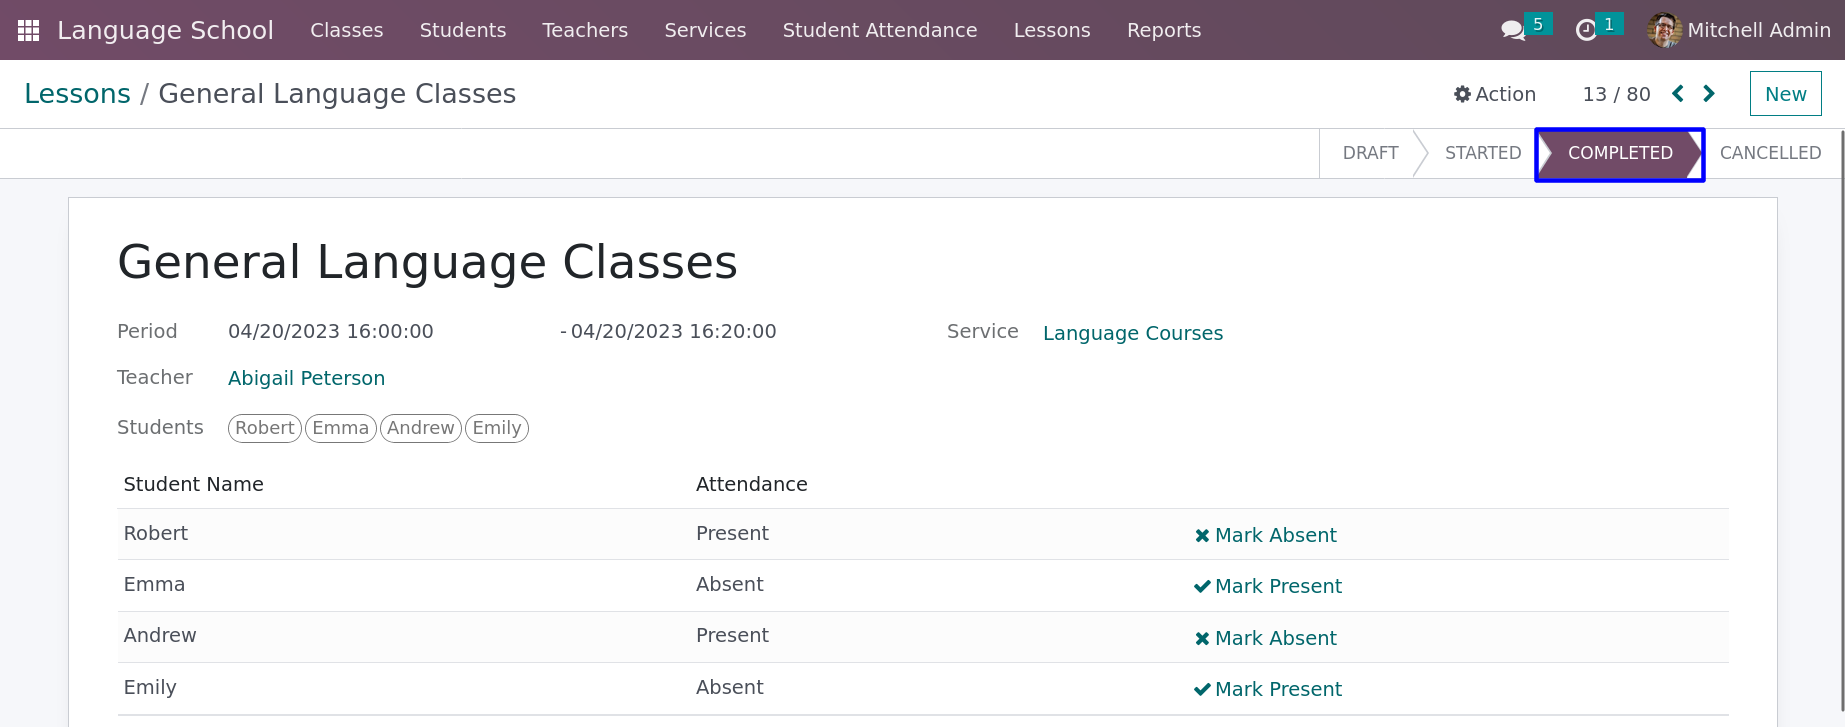 Language School Classes Students Teachers Services Student Attendance Lessons Reports 5 1 Mitchell Admin
Lessons / General Language Classes Action 13 / 80 New
DRAFT STARTED COMPLETED CANCELLED
General Language Classes
Period 04/20/2023 16:00:00 - 04/20/2023 16:20:00 Service Language Courses
Teacher Abigail Peterson
Students Robert Emma Andrew Emily
Student Name Attendance
Robert Present Mark Absent
Emma Absent Mark Present
Andrew Present Mark Absent
Emily Absent Mark Present